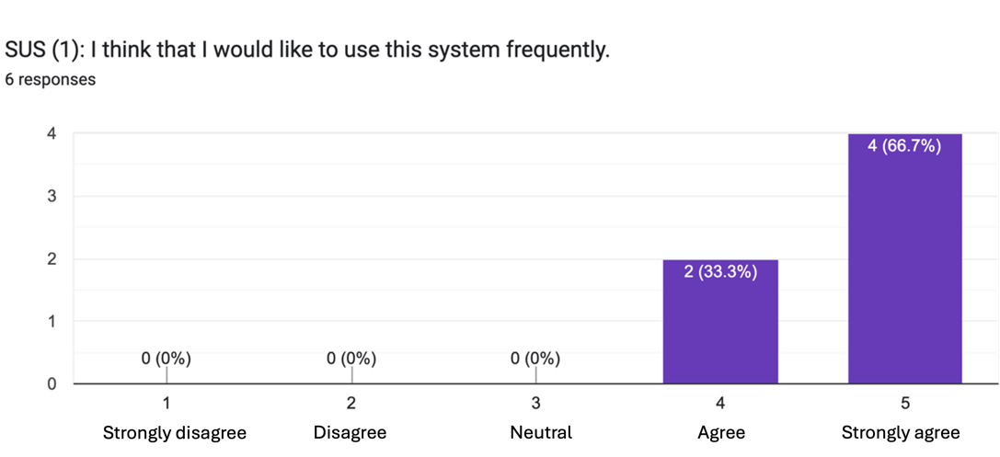 SUS (1): I think that I would like to use this system frequently.
6 responses
4
3
2
1
0
0 (0%)
0 (0%)
0 (0%)
2 (33.3%)
4 (66.7%)
1 2 3 4 5
Strongly disagree Disagree Neutral Agree Strongly agree